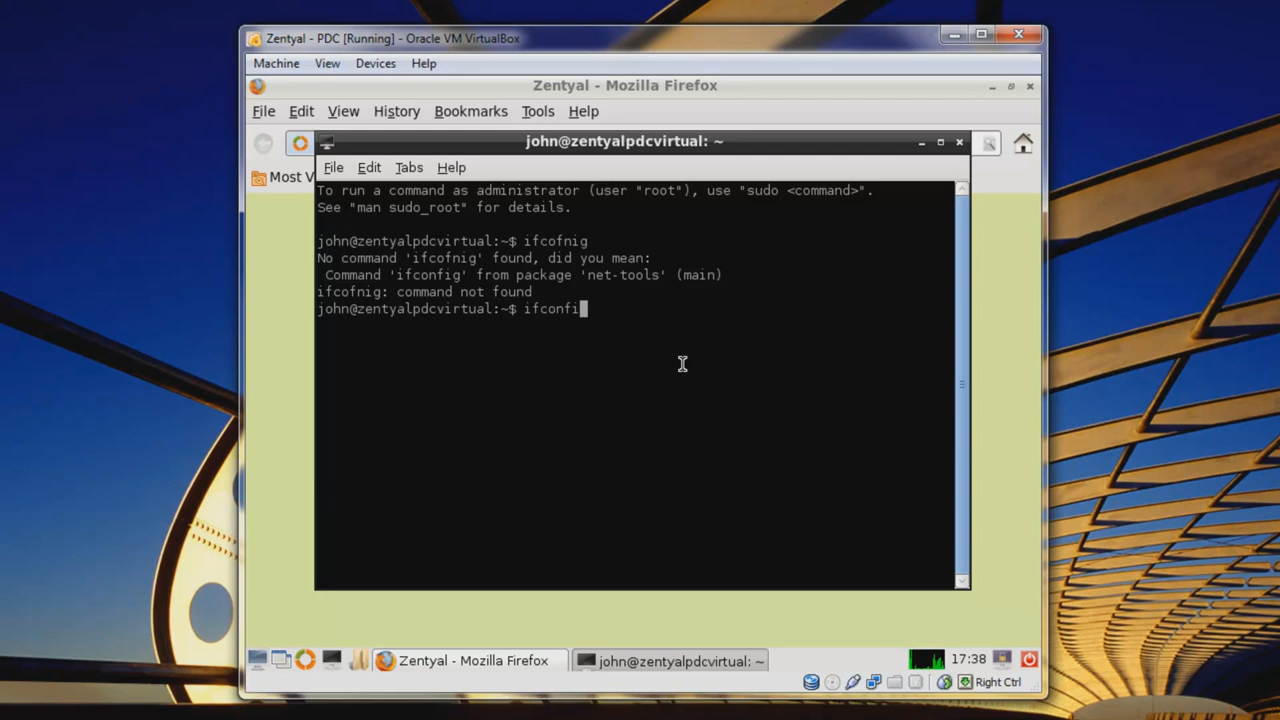 Zentyal - PDC [Running] - Oracle VM VirtualBox
Machine View Devices Help
Zentyal - Mozilla Firefox
File Edit View History Bookmarks Tools Help
john@zentyalpdcvirtual: ~
Most V
File Edit Tabs Help
To run a command as administrator (user "root"), use "sudo <command>".
See "man sudo_root" for details.
john@zentyalpdcvirtual:~$ ifcofnig
No command 'ifcofnig' found, did you mean:
Command 'ifconfig' from package 'net-tools' (main)
ifcofnig: command not found
john@zentyalpdcvirtual:~$ ifconfi
Zentyal - Mozilla Firefox
john@zentyalpdcvirtual: ~
17:38
Right Ctrl